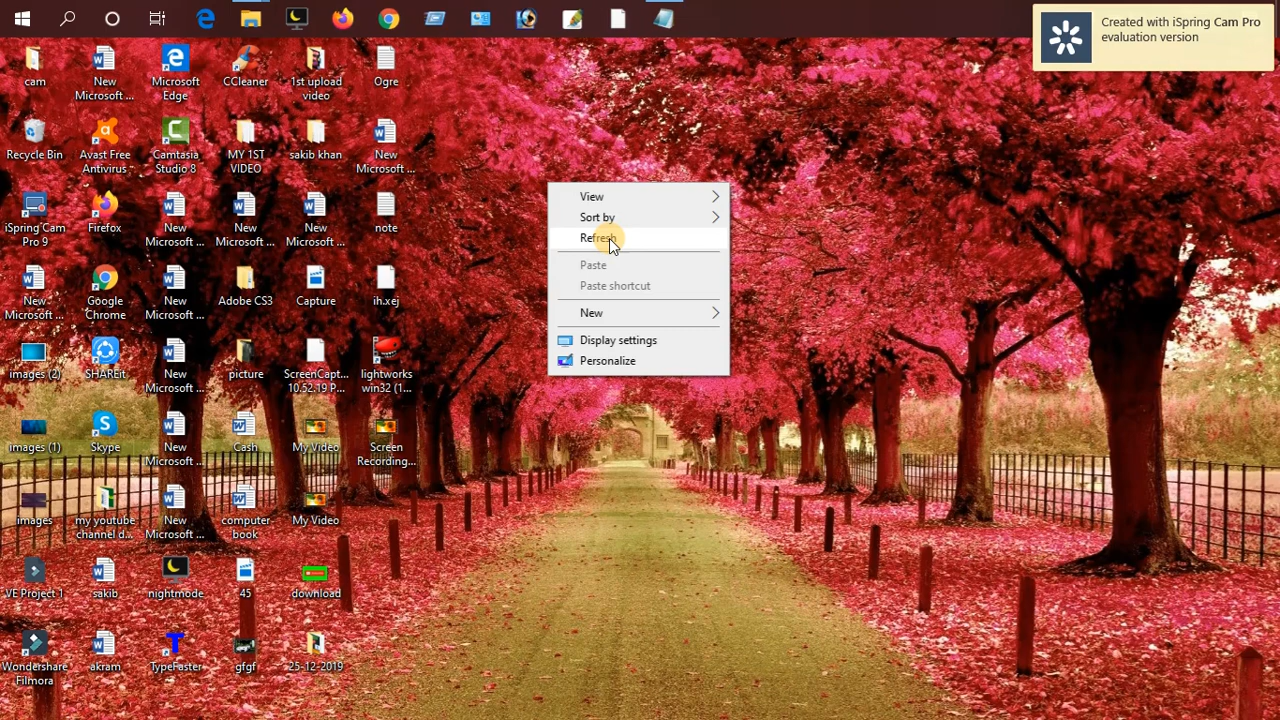 Created with iSpring Cam Pro
evaluation version
cam
New
Microsoft ...
Microsoft
Edge
CCleaner
1st upload
video
Ogre
Recycle Bin
Avast Free
Antivirus
Camtasia
Studio 8
MY 1ST
VIDEO
sakib khan
New
Microsoft ...
iSpring Cam
Pro 9
Firefox
New
Microsoft ...
New
Microsoft ...
New
Microsoft ...
note
New
Microsoft ...
Google
Chrome
New
Microsoft ...
Adobe CS3
Capture
ih.xej
images (2)
SHAREit
New
Microsoft ...
picture
ScreenCapt...
10.52.19 P...
lightworks
win32 (1...
images (1)
Skype
New
Microsoft ...
Cash
My Video
Screen
Recording...
images
my youtube
channel d...
New
Microsoft ...
computer-
book
My Video
VE Project 1
sakib
nightmode
45
download
Wondershare
Filmora
akram
TypeFaster
gfgf
25-12-2019
View
Sort by
Refresh
Paste
Paste shortcut
New
Display settings
Personalize